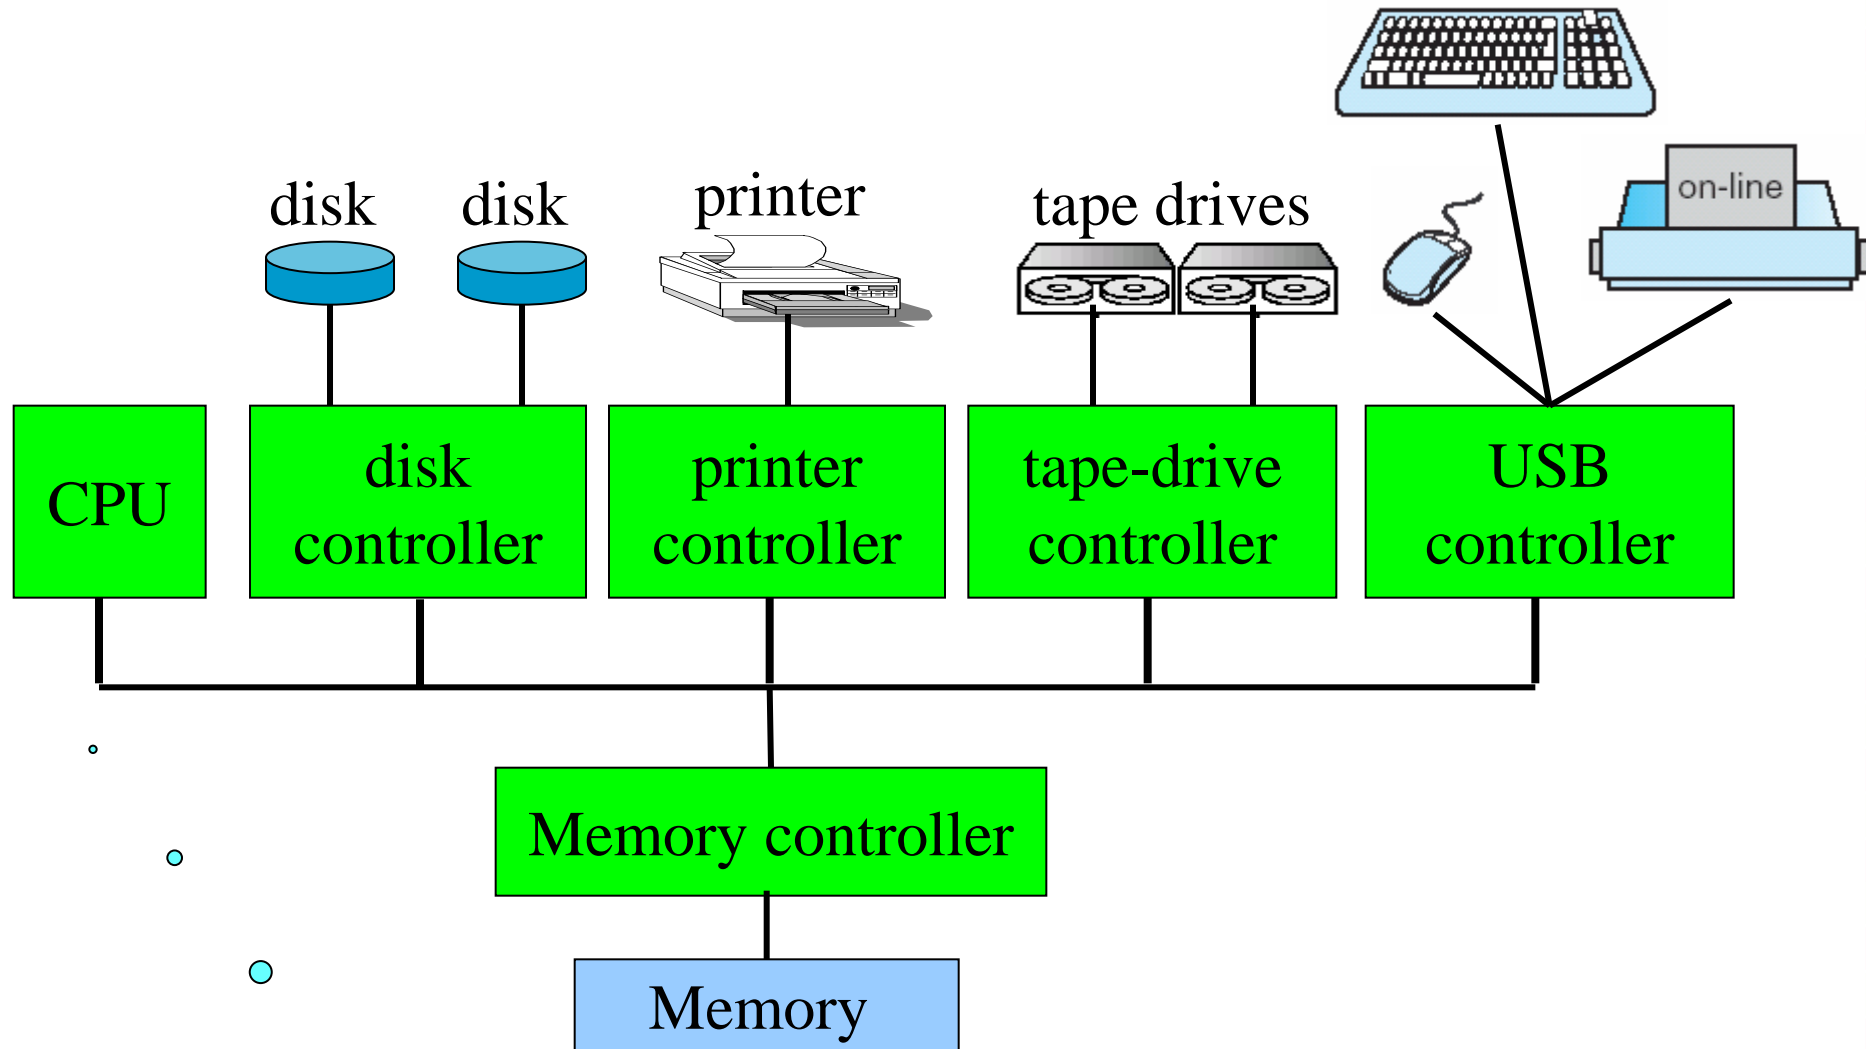 disk
disk
printer
tape drives
on-line
CPU
disk
controller
printer
controller
tape-drive
controller
USB
controller
Memory controller
Memory